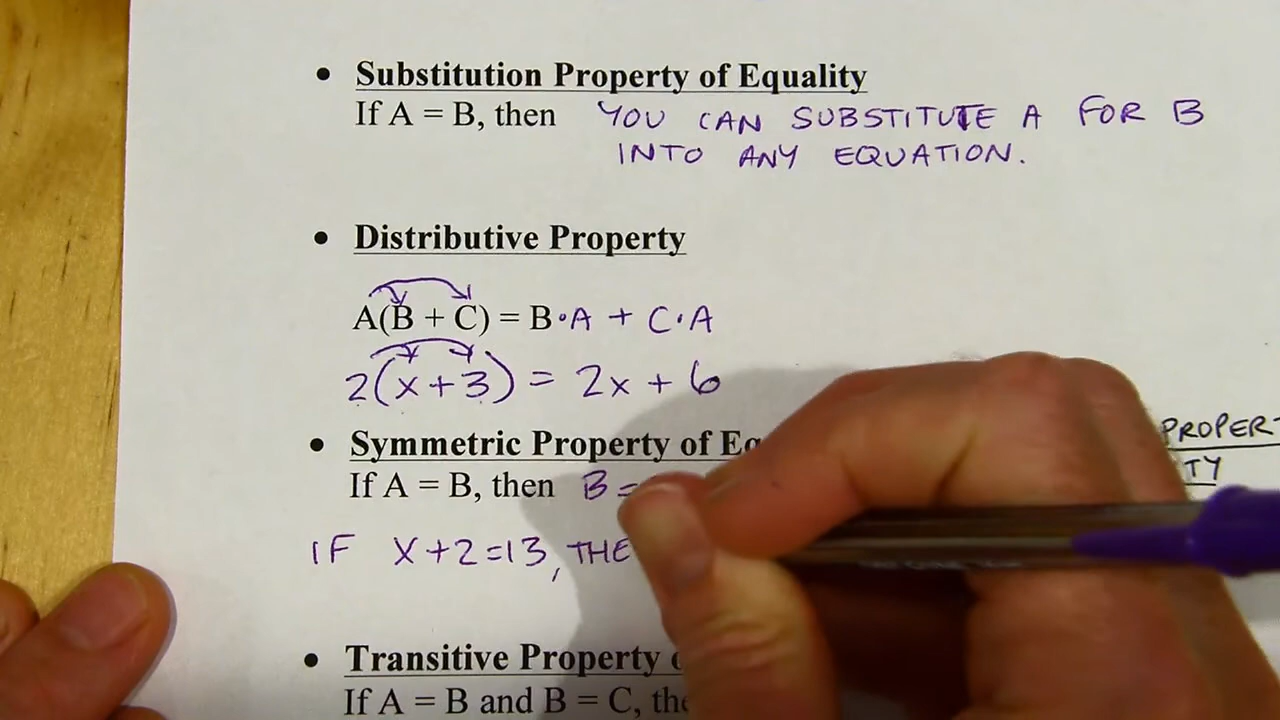 • Substitution Property of Equality
If A = B, then YOU CAN SUBSTITUTE A FOR B
INTO ANY EQUATION.
• Distributive Property
A(B + C) = B·A + C·A
2(x+3) = 2x + 6
• Symmetric Property of Eq
If A = B, then B =
IF X+2=13, THE
PROPER-
TY
• Transitive Property
If A = B and B = C, the